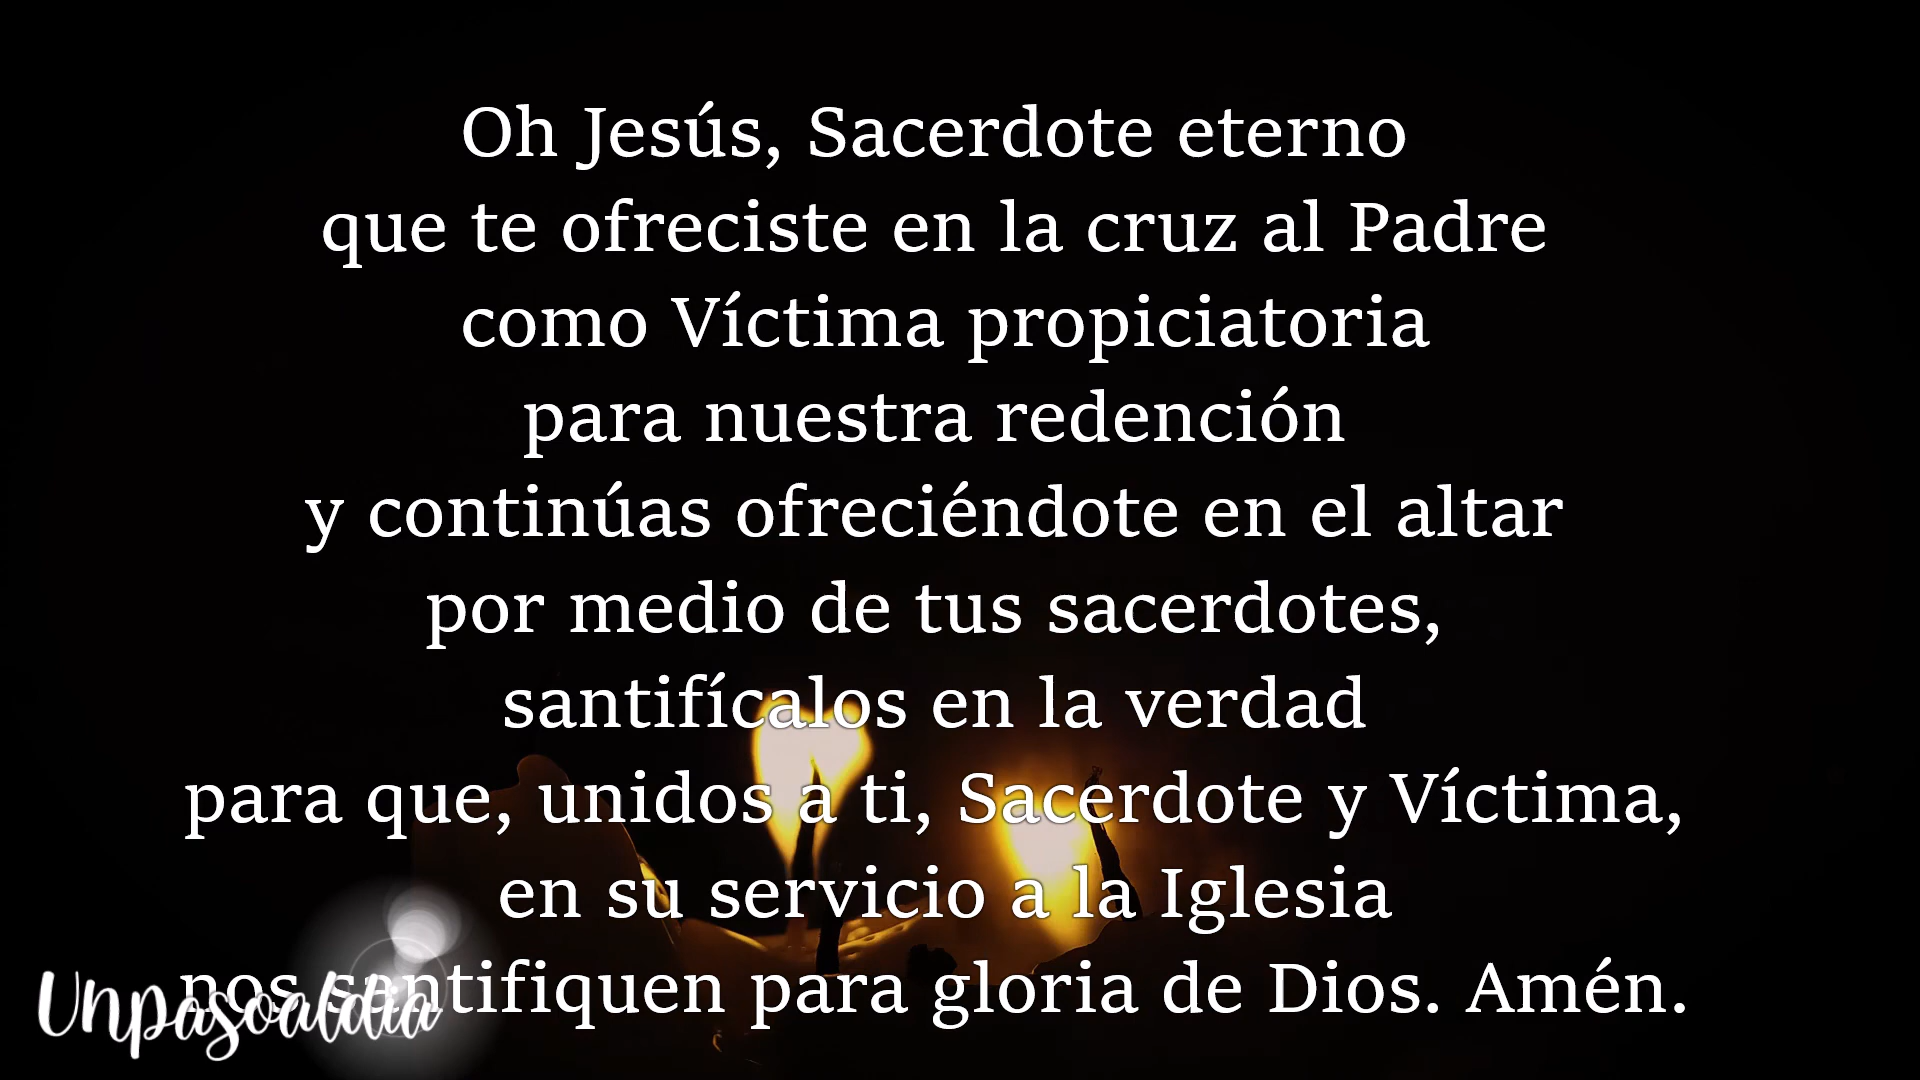 Oh Jesús, Sacerdote eterno
que te ofreciste en la cruz al Padre
como Víctima propiciatoria
para nuestra redención
y continúas ofreciéndote en el altar
por medio de tus sacerdotes,
santifícalos en la verdad
para que, unidos a ti, Sacerdote y Víctima,
en su servicio a la Iglesia
nos santifiquen para gloria de Dios. Amén.
Unpasoaldia